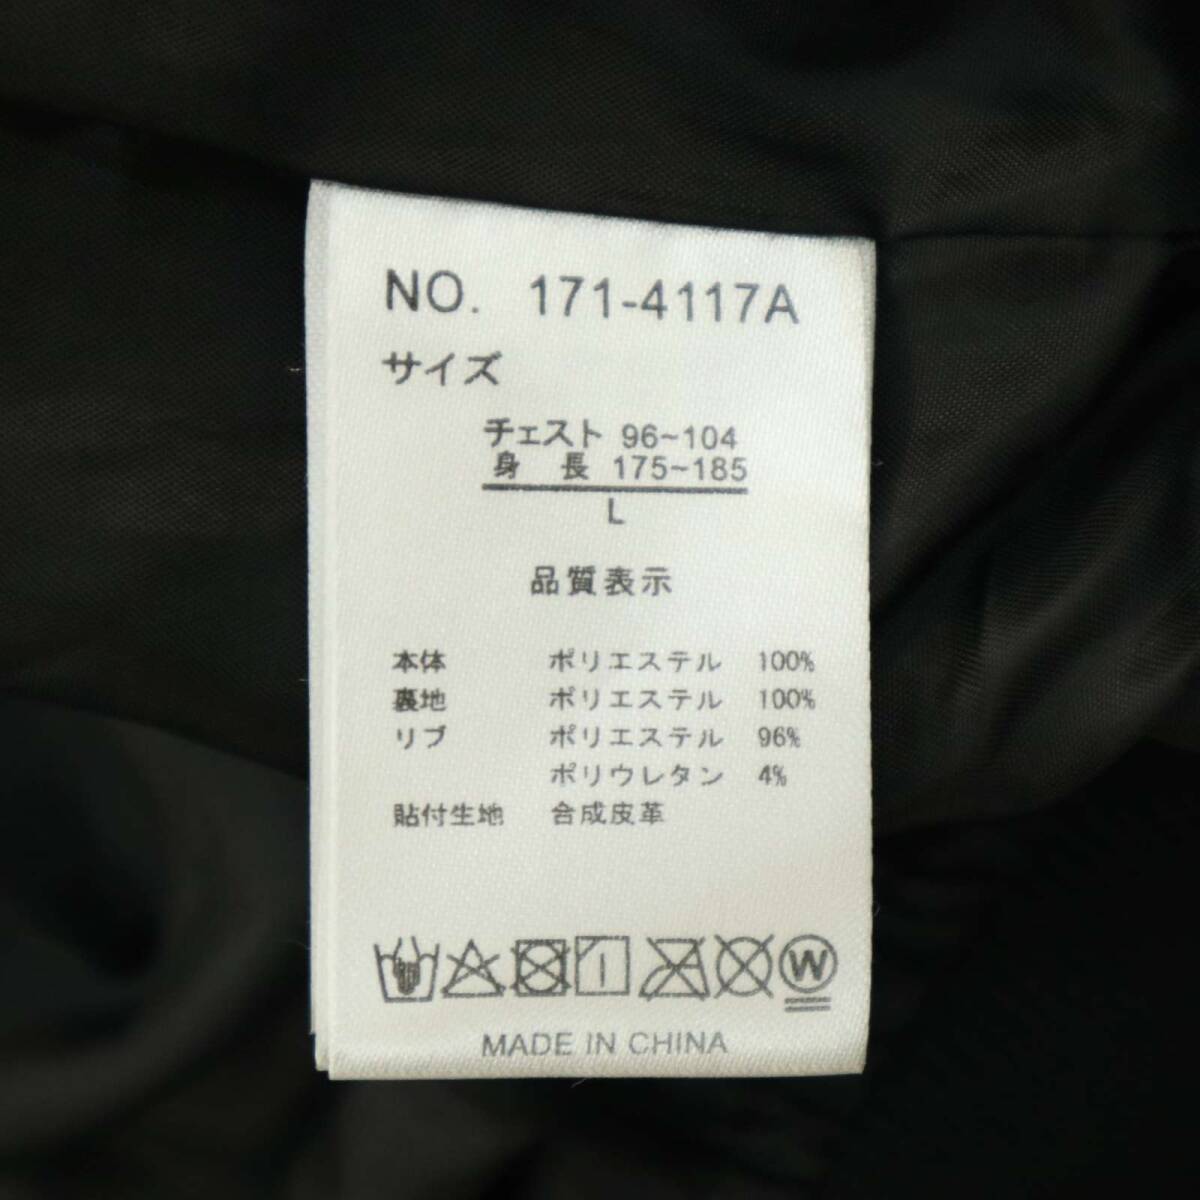 NO. 171-4117A
サイズ
チェスト 96~104
身 長 175~185
L
品質表示
本体 ポリエステル 100%
裏地 ポリエステル 100%
リブ ポリエステル 96%
ポリウレタン 4%
貼付生地 合成皮革
W
MADE IN CHINA